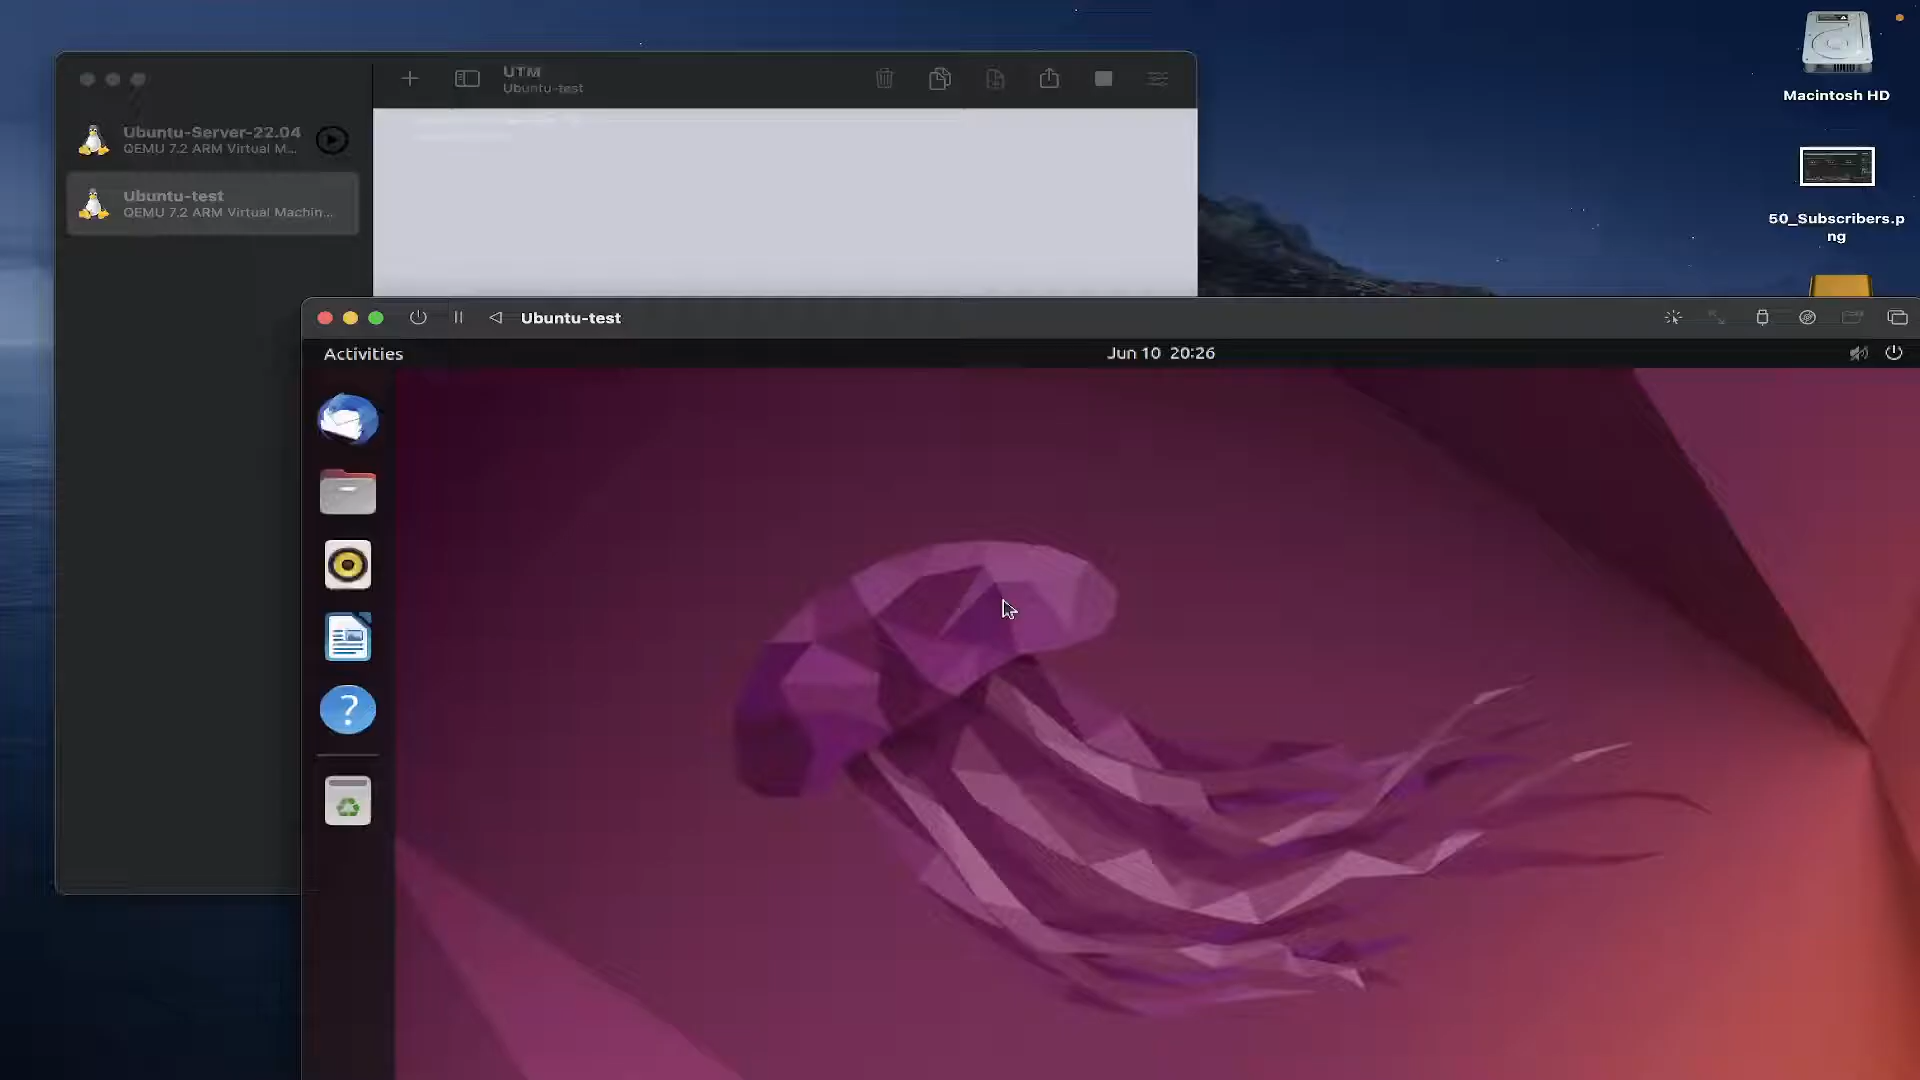 Macintosh HD
50_Subscribers.p
ng
UTM
Ubuntu-test
Ubuntu-Server-22.04
QEMU 7.2 ARM Virtual M...
Ubuntu-test
QEMU 7.2 ARM Virtual Machin...
Ubuntu-test
Activities
Jun 10 20:26
?